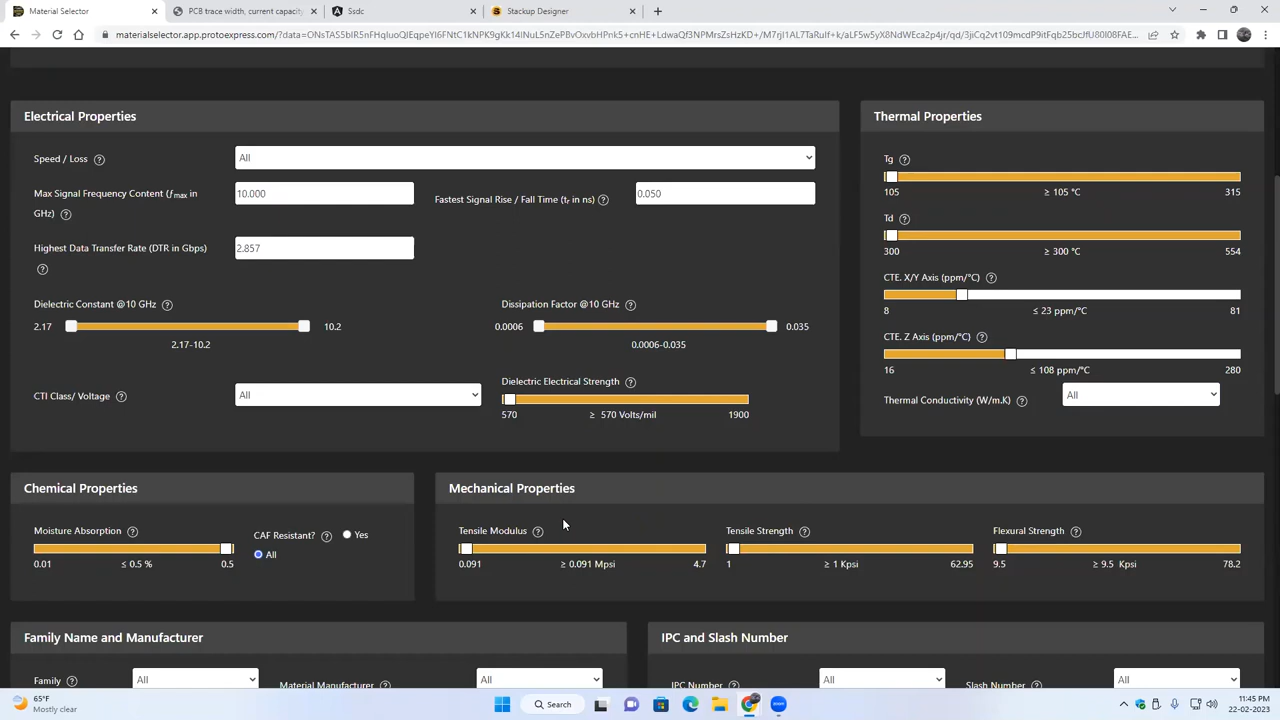 Material Selector
PCB trace width, current capacity
Ssdc
Stackup Designer
Electrical Properties
Speed / Loss
All
Max Signal Frequency Content (ƒmax in
GHz)
10.000
Fastest Signal Rise / Fall Time (tr in ns)
0.050
Highest Data Transfer Rate (DTR in Gbps)
2.857
Dielectric Constant @10 GHz
2.17
10.2
2.17-10.2
Dissipation Factor @10 GHz
0.0006
0.035
0.0006-0.035
CTI Class/ Voltage
All
Dielectric Electrical Strength
570
≥ 570 Volts/mil
1900
Thermal Properties
Tg
105
≥ 105 °C
315
Td
300
≥ 300 °C
554
CTE. X/Y Axis (ppm/°C)
8
≤ 23 ppm/°C
81
CTE. Z Axis (ppm/°C)
16
≤ 108 ppm/°C
280
Thermal Conductivity (W/m.K)
All
Chemical Properties
Moisture Absorption
0.01
≤ 0.5 %
0.5
CAF Resistant?
Yes
All
Mechanical Properties
Tensile Modulus
0.091
≥ 0.091 Mpsi
4.7
Tensile Strength
1
≥ 1 Kpsi
62.95
Flexural Strength
9.5
≥ 9.5 Kpsi
78.2
Family Name and Manufacturer
Family
All
Material Manufacturer
All
IPC and Slash Number
IPC Number
All
Slash Number
All
65°F
Mostly clear
Search
11:45 PM
22-02-2023